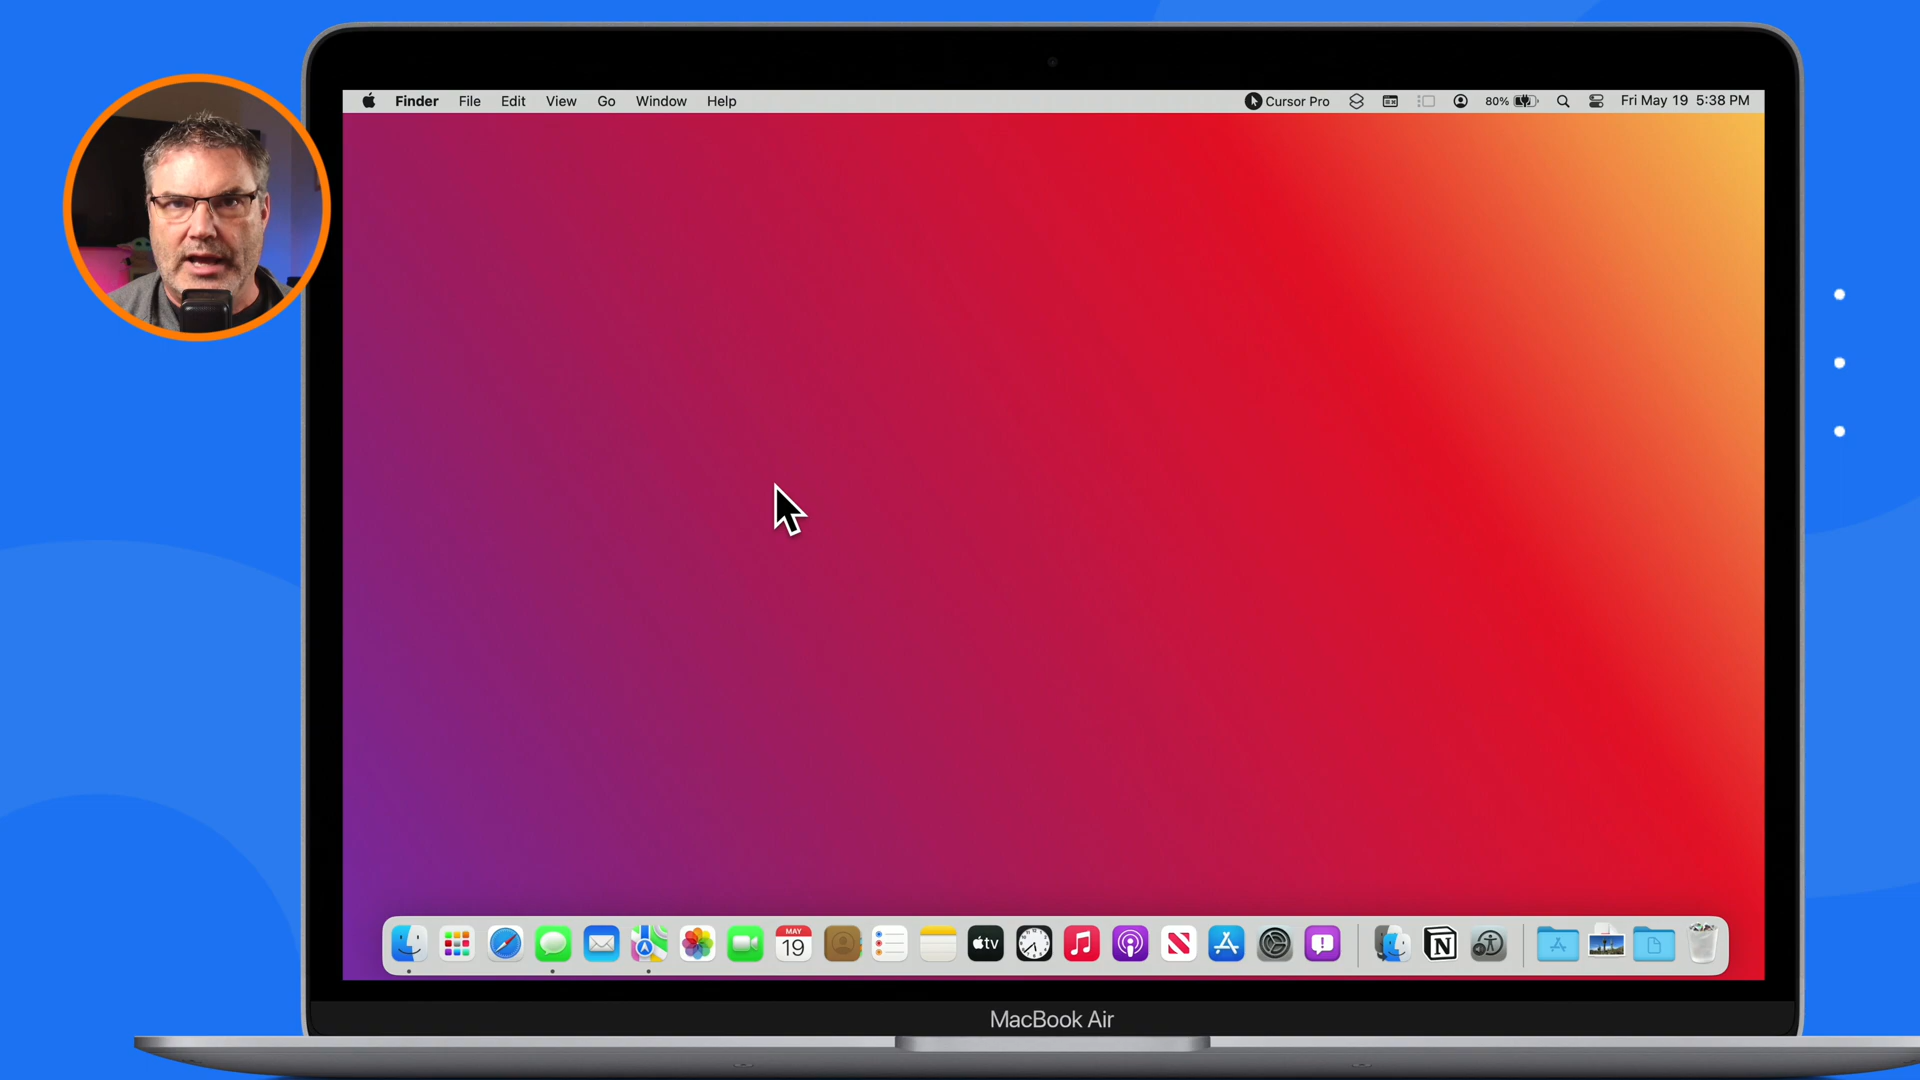 Finder File Edit View Go Window Help Cursor Pro 80% Fri May 19 5:38 PM
MAY
19
tv
N
MacBook Air